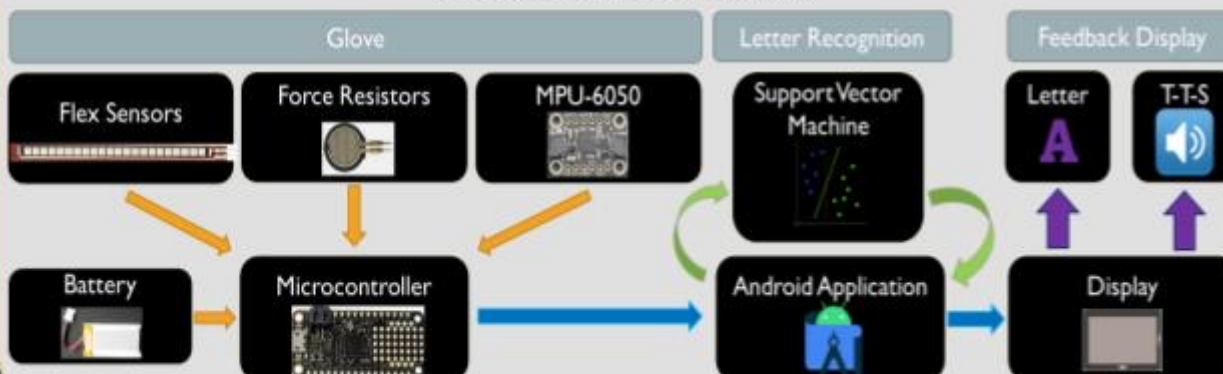 Glove
Letter Recognition
Feedback Display
Flex Sensors
Force Resistors
MPU-6050
Support Vector
Machine
Letter
A
T-T-S
Battery
Microcontroller
Android Application
Display